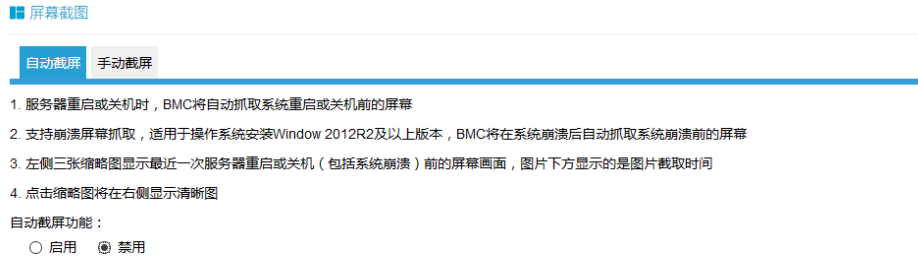 屏幕截图
自动截屏 手动截屏
1. 服务器重启或关机时，BMC将自动抓取系统重启或关机前的屏幕
2. 支持崩溃屏幕抓取，适用于操作系统安装Window 2012R2及以上版本，BMC将在系统崩溃后自动抓取系统崩溃前的屏幕
3. 左侧三张缩略图显示最近一次服务器重启或关机（包括系统崩溃）前的屏幕画面，图片下方显示的是图片截取时间
4. 点击缩略图将在右侧显示清晰图
自动截屏功能：
启用 禁用